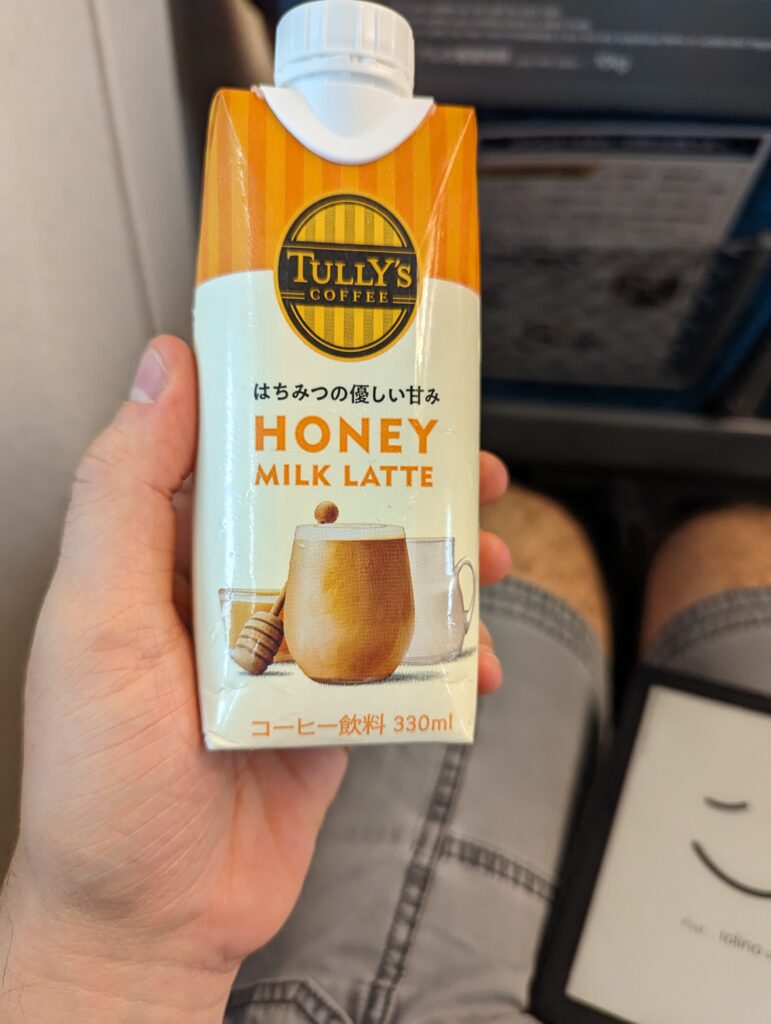 TULLY'S
COFFEE
はちみつの優しい甘み
HONEY
MILK LATTE
コーヒー飲料 330ml
tolino